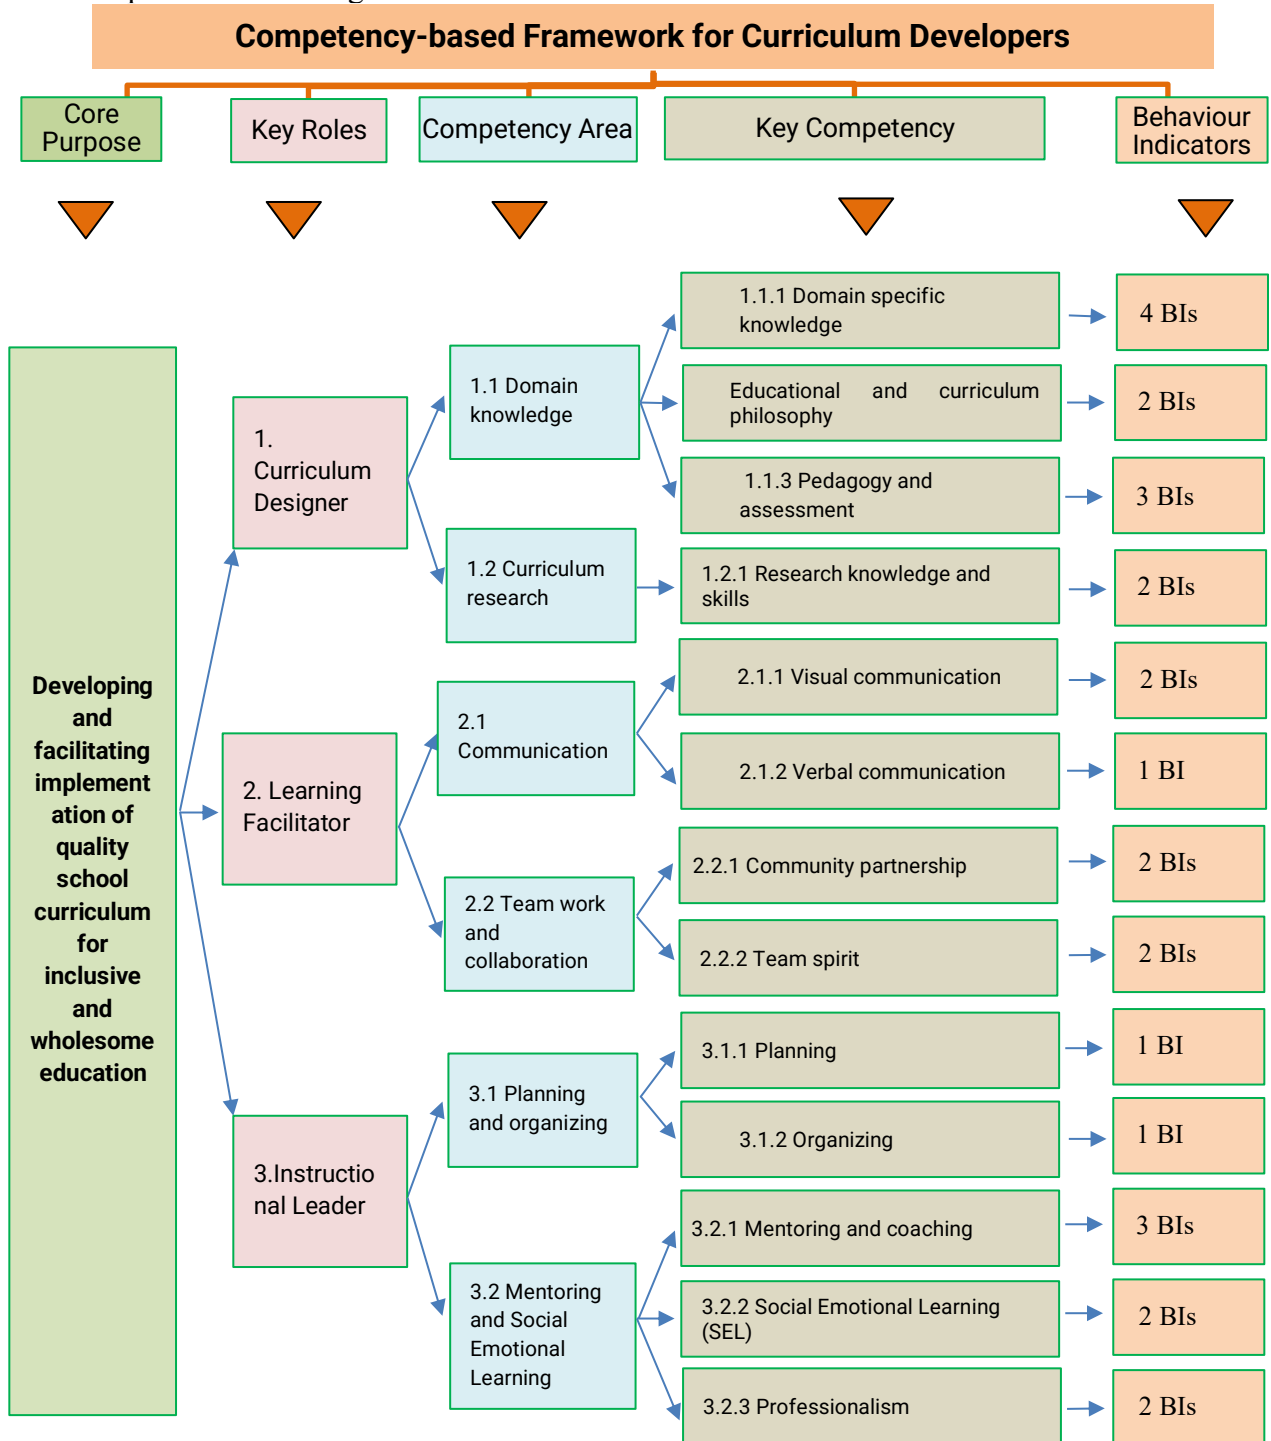 Competency-based Framework for Curriculum Developers
Core
Purpose
Key Roles
Competency Area
Key Competency
Behaviour
Indicators
Developing
and
facilitating
implement
ation of
quality
school
curriculum
for
inclusive
and
wholesome
education
1.
Curriculum
Designer
1.1 Domain
knowledge
1.1.1 Domain specific
knowledge
4 BIs
Educational and curriculum
philosophy
2 BIs
1.1.3 Pedagogy and
assessment
3 BIs
1.2 Curriculum
research
1.2.1 Research knowledge and
skills
2 BIs
2. Learning
Facilitator
2.1
Communication
2.1.1 Visual communication
2 BIs
2.1.2 Verbal communication
1 BI
2.2 Team work
and
collaboration
2.2.1 Community partnership
2 BIs
2.2.2 Team spirit
2 BIs
3.Instructio
nal Leader
3.1 Planning
and organizing
3.1.1 Planning
1 BI
3.1.2 Organizing
1 BI
3.2 Mentoring
and Social
Emotional
Learning
3.2.1 Mentoring and coaching
3 BIs
3.2.2 Social Emotional Learning
(SEL)
2 BIs
3.2.3 Professionalism
2 BIs